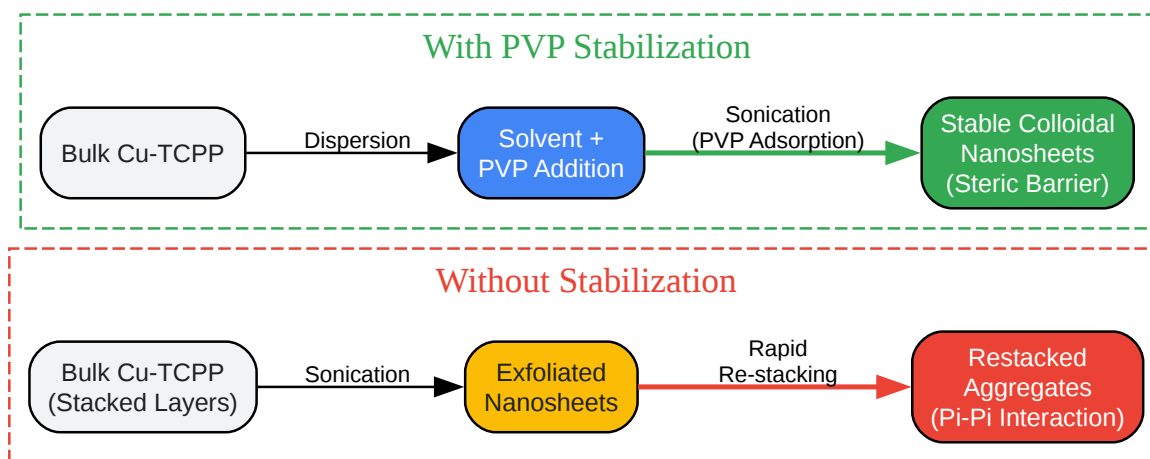 With PVP Stabilization
Bulk Cu-TCPP
Dispersion
Solvent +
PVP Addition
Sonication
(PVP Adsorption)
Stable Colloidal
Nanosheets
(Steric Barrier)
Without Stabilization
Bulk Cu-TCPP
(Stacked Layers)
Sonication
Exfoliated
Nanosheets
Rapid
Re-stacking
Restacked
Aggregates
(Pi-Pi Interaction)